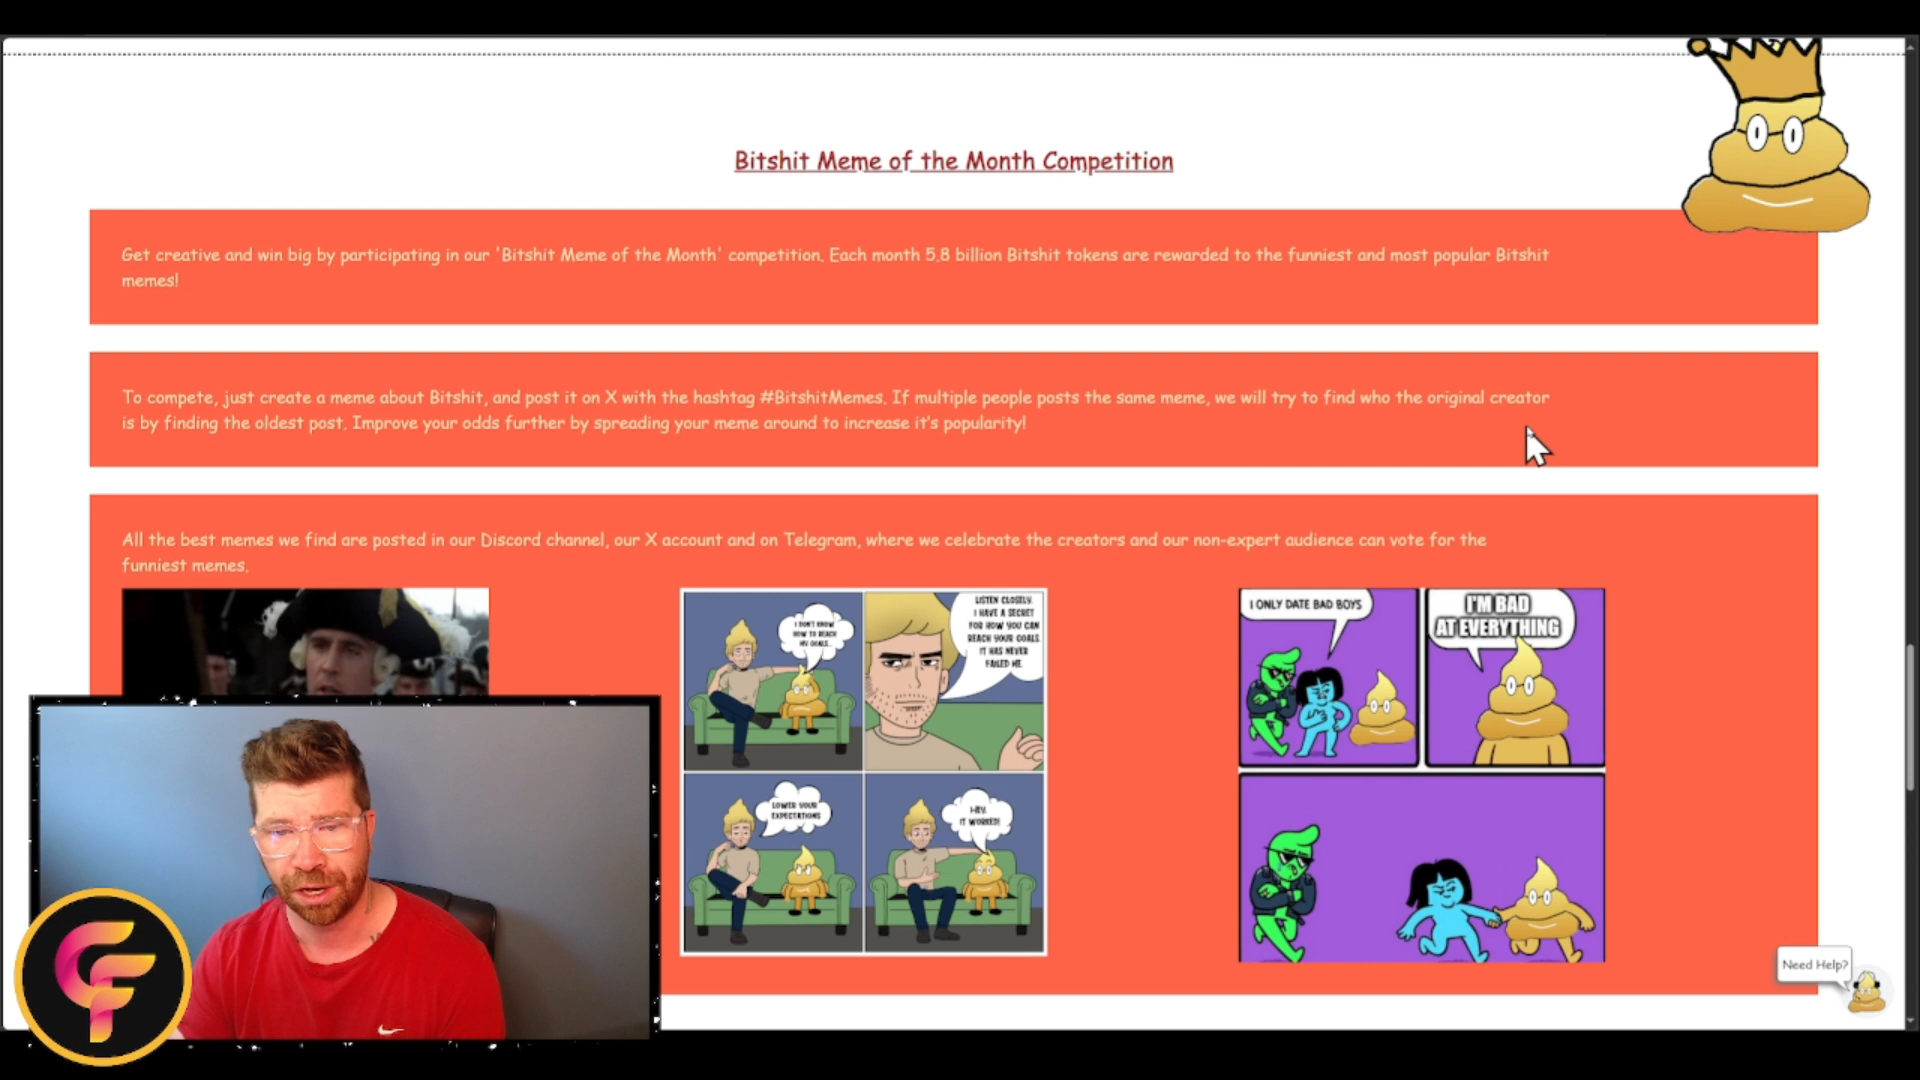 Bitshit Meme of the Month Competition
Get creative and win big by participating in our 'Bitshit Meme of the Month' competition. Each month 5.8 billion Bitshit tokens are rewarded to the funniest and most popular Bitshit
memes!
To compete, just create a meme about Bitshit, and post it on X with the hashtag #BitshitMemes. If multiple people posts the same meme, we will try to find who the original creator
is by finding the oldest post. Improve your odds further by spreading your meme around to increase it's popularity!
All the best memes we find are posted in our Discord channel, our X account and on Telegram, where we celebrate the creators and our non-expert audience can vote for the
funniest memes.
I DON'T KNOW
HOW TO REACH
MY GOALS..
LISTEN CLOSELY.
I HAVE A SECRET
FOR HOW YOU CAN
REACH YOUR GOALS.
IT HAS NEVER
FAILED ME.
LOWER YOUR
EXPECTATIONS
HEY,
IT WORKED!
I ONLY DATE BAD BOYS
I'M BAD
AT EVERYTHING
Need Help?
CF